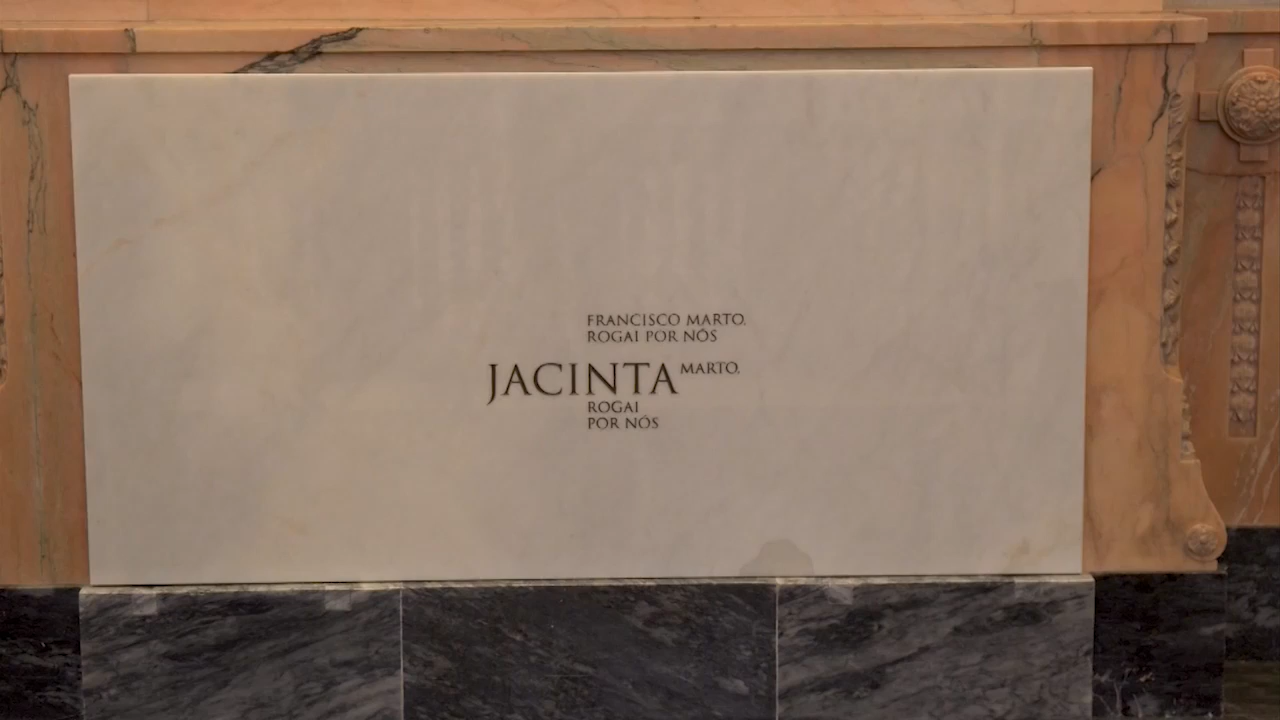 FRANCISCO MARTO,
ROGAI POR NÓS
JACINTA MARTO,
ROGAI
POR NÓS